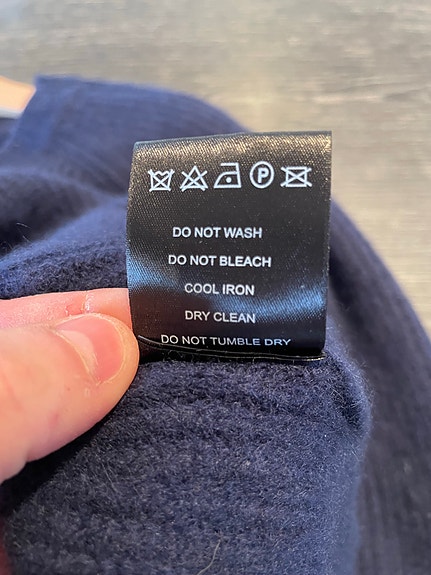 P
DO NOT WASH
DO NOT BLEACH
COOL IRON
DRY CLEAN
DO NOT TUMBLE DRY